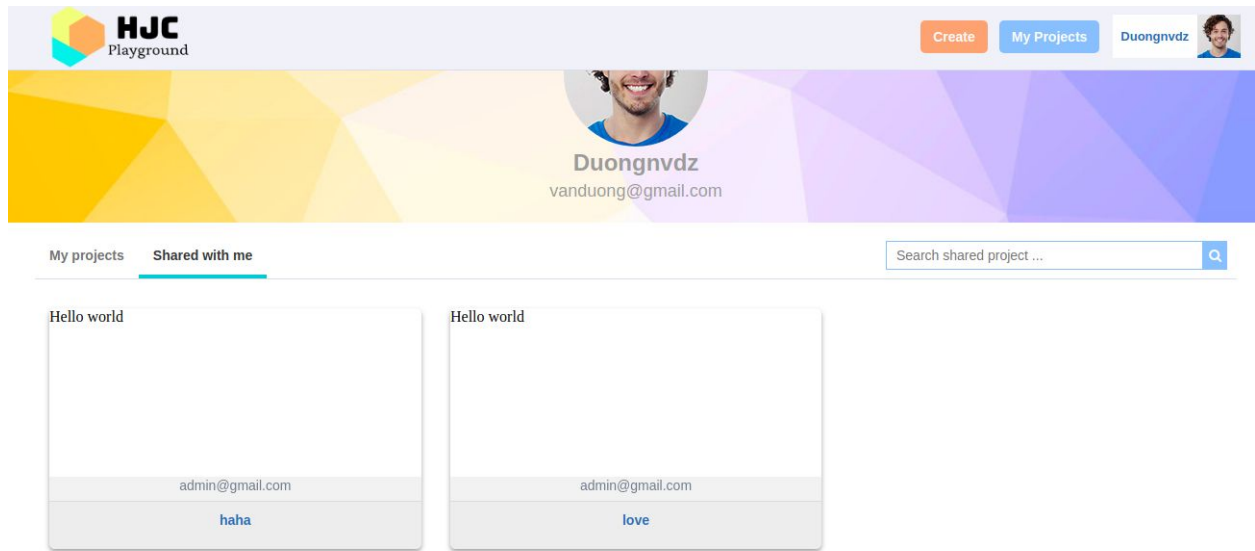 HJC
Playground
Create
My Projects
Duongnvdz
Duongnvdz
vanduong@gmail.com
My projects
Shared with me
Search shared project ...
Hello world
admin@gmail.com
haha
Hello world
admin@gmail.com
love